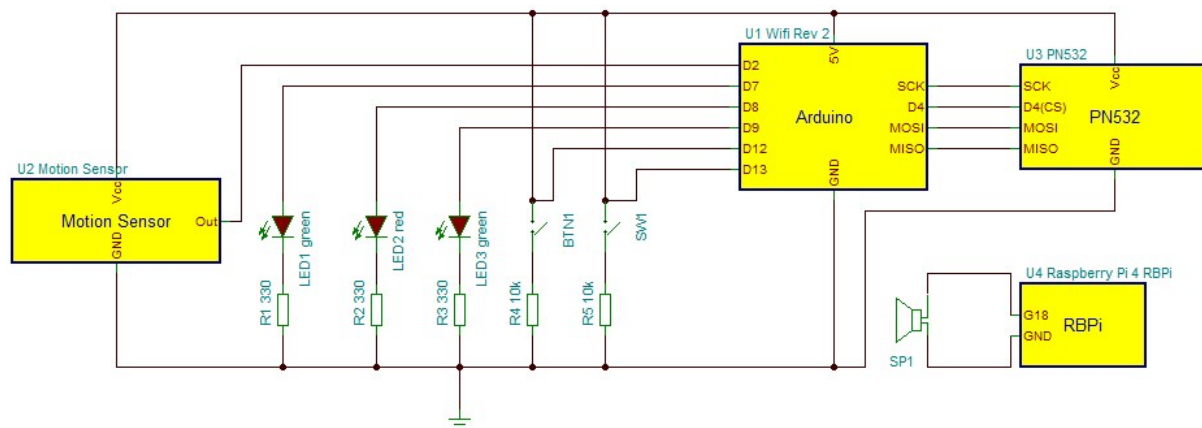 U1 Wifi Rev 2
5V
D2
D7
D8
D9
D12
D13
Arduino
SCK
D4
MOSI
MISO
GND
U3 PN532
Vcc
SCK
D4(CS)
MOSI
MISO
PN532
GND
U2 Motion Sensor
Vcc
Motion Sensor
Out
GND
LED1 green
LED2 red
LED3 green
BTN1
SW1
R1 330
R2 330
R3 330
R4 10k
R5 10k
SP1
U4 Raspberry Pi 4 RBPi
G18
GND
RBPi